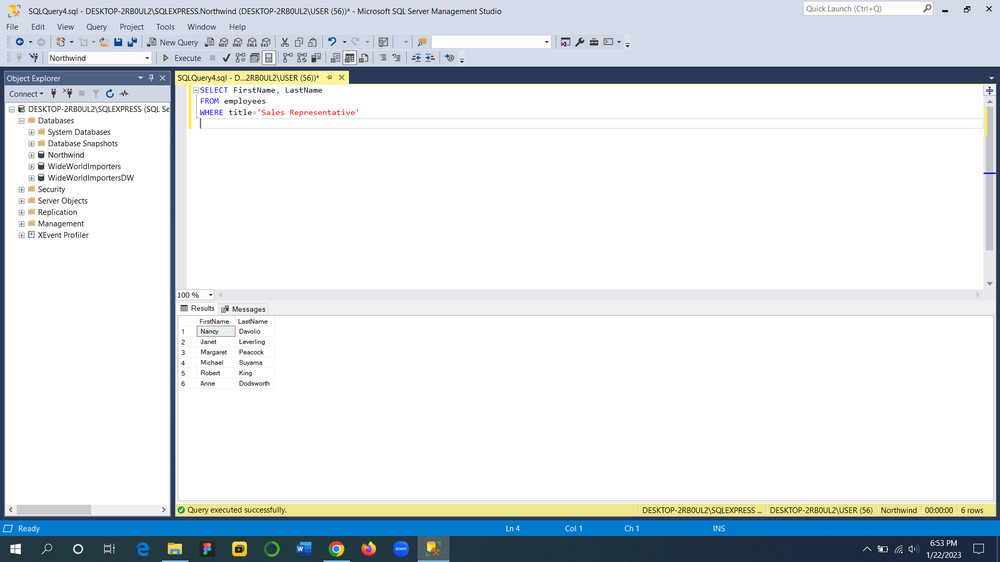 SQLQuery4.sql - DESKTOP-2RB0UL2\SQLEXPRESS.Northwind (DESKTOP-2RB0UL2\USER (56))* - Microsoft SQL Server Management Studio
Quick Launch (Ctrl+Q)
File Edit View Query Project Tools Window Help
New Query MDX DMX XMLA DAX
Northwind Execute
Object Explorer
Connect
DESKTOP-2RB0UL2\SQLEXPRESS (SQL Se
Databases
System Databases
Database Snapshots
Northwind
WideWorldImporters
WideWorldImportersDW
Security
Server Objects
Replication
Management
XEvent Profiler
SQLQuery4.sql - D...2RB0UL2\USER (56))*
SELECT FirstName, LastName
FROM employees
WHERE title='Sales Representative'
100 %
Results Messages
FirstName LastName
1 Nancy Davolio
2 Janet Leverling
3 Margaret Peacock
4 Michael Suyama
5 Robert King
6 Anne Dodsworth
Query executed successfully.
DESKTOP-2RB0UL2\SQLEXPRESS ... DESKTOP-2RB0UL2\USER (56) Northwind 00:00:00 6 rows
Ready Ln 4 Col 1 Ch 1 INS
zoom
6:53 PM
1/22/2023